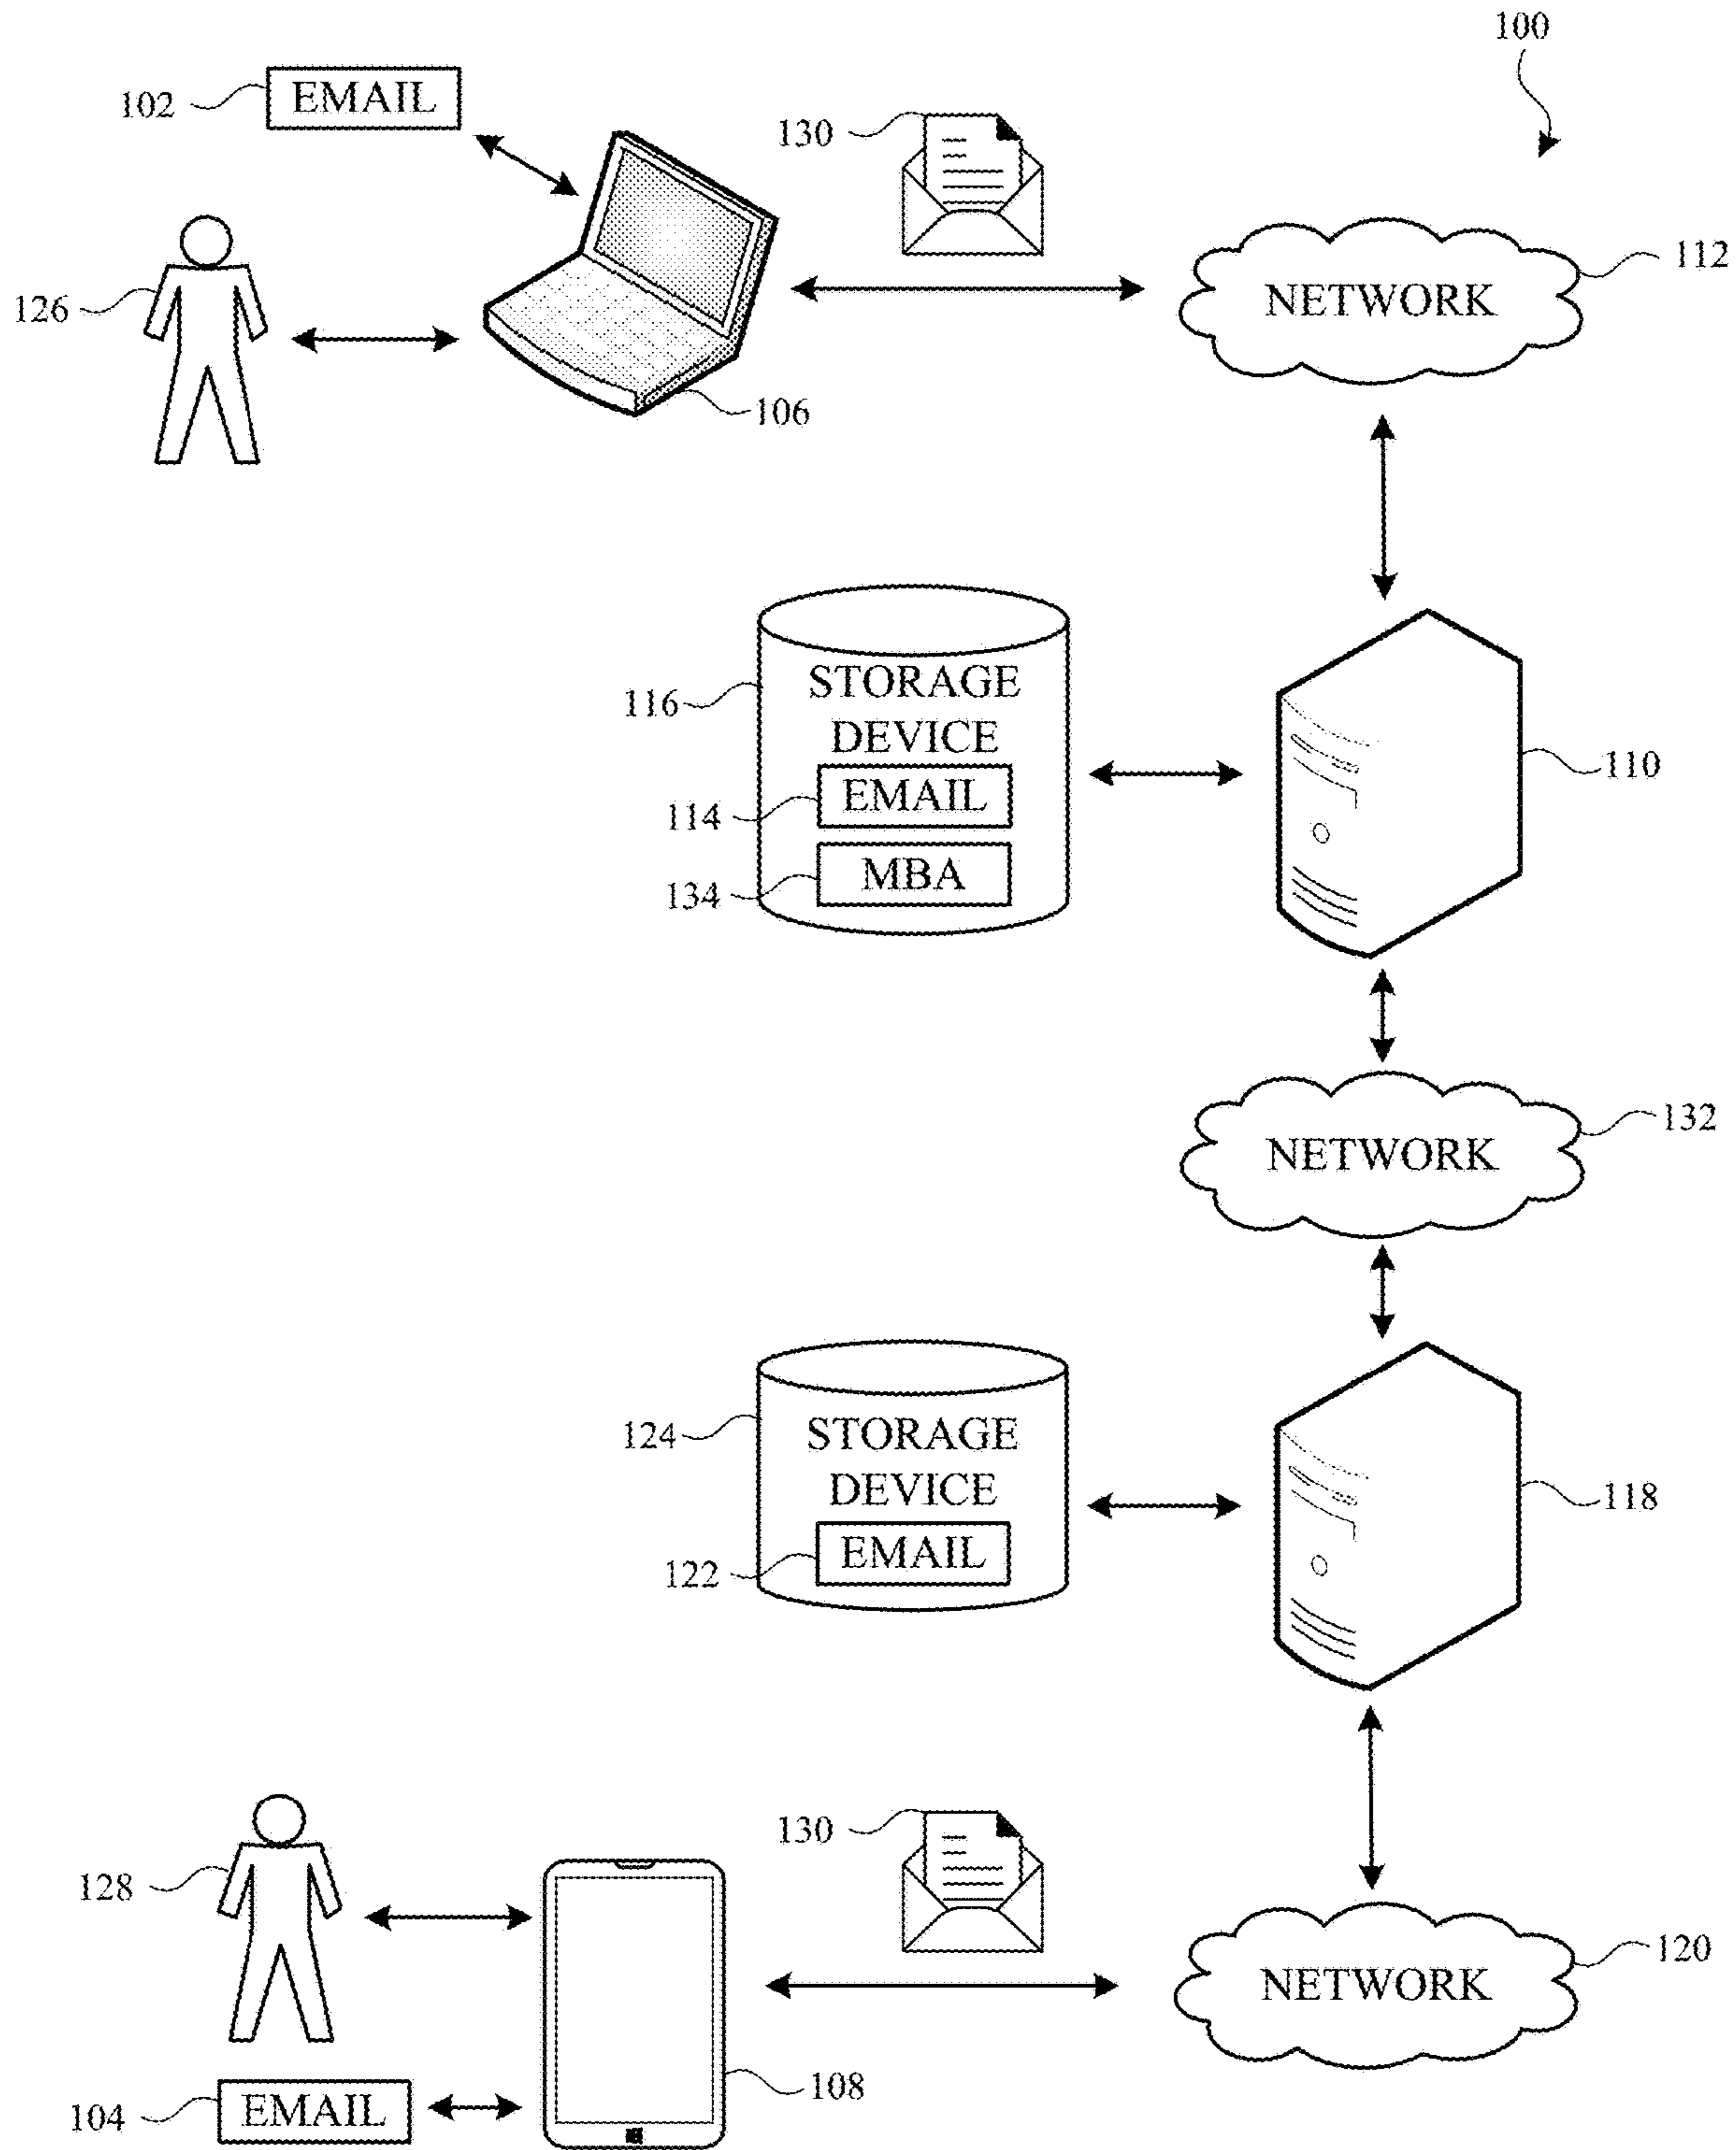 100
102
EMAIL
130
126
NETWORK
112
106
STORAGE
DEVICE
116
114
EMAIL
134
MBA
110
NETWORK
132
124
STORAGE
DEVICE
122
EMAIL
118
130
128
NETWORK
120
108
104
EMAIL